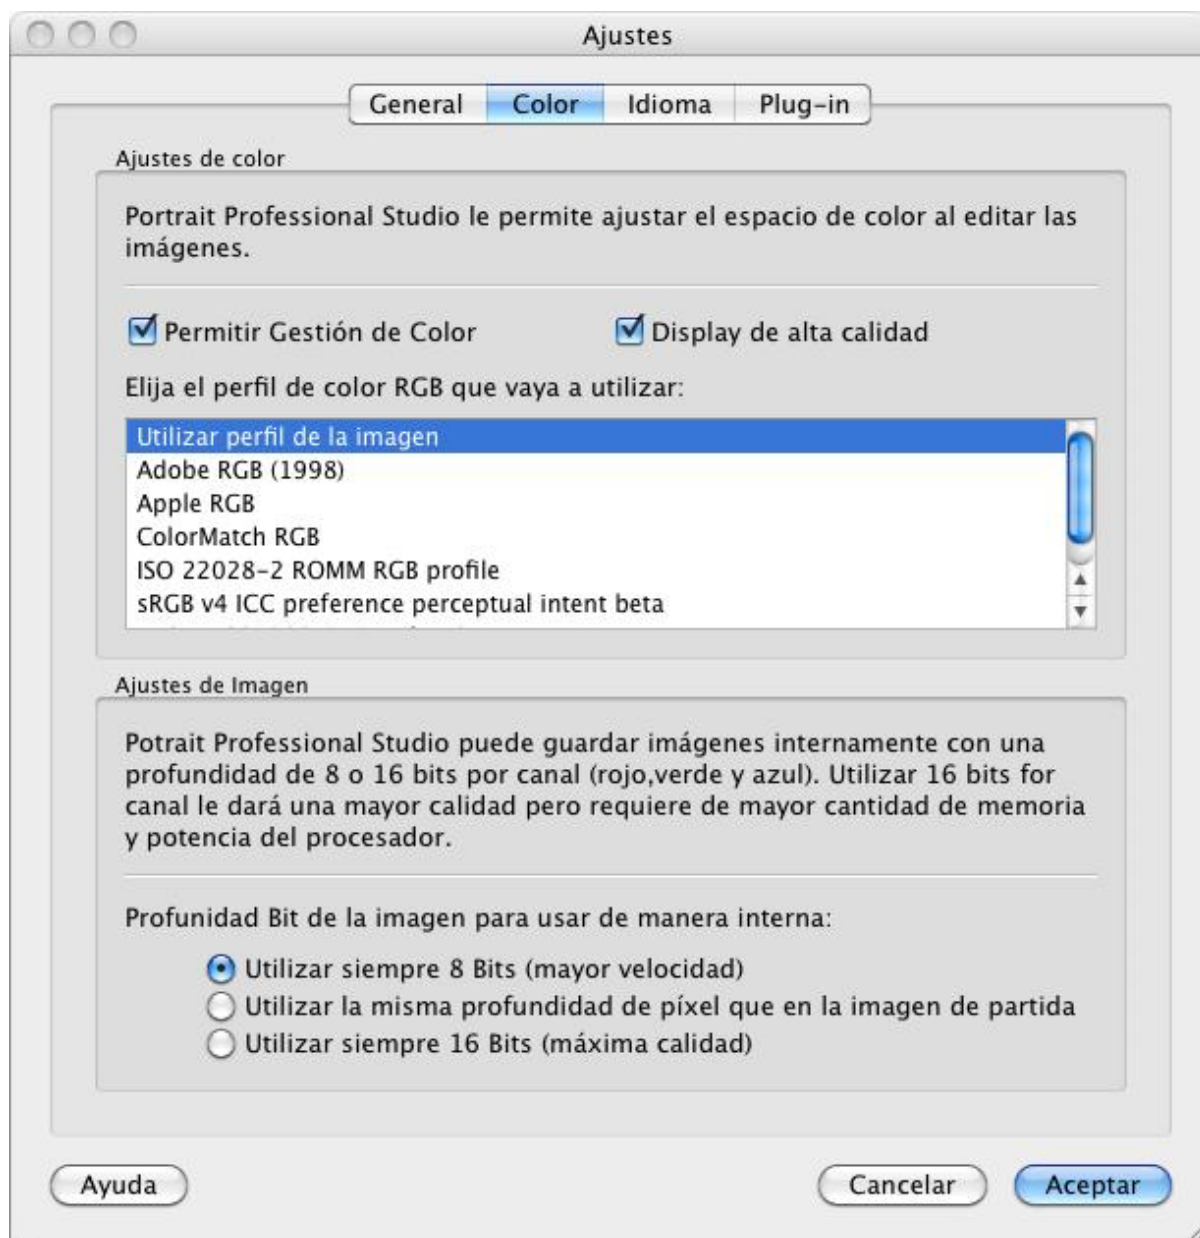 Ajustes
General Color Idioma Plug-in
Ajustes de color
Portrait Professional Studio le permite ajustar el espacio de color al editar las
imágenes.
Permitir Gestión de Color Display de alta calidad
Elija el perfil de color RGB que vaya a utilizar:
Utilizar perfil de la imagen
Adobe RGB (1998)
Apple RGB
ColorMatch RGB
ISO 22028-2 ROMM RGB profile
sRGB v4 ICC preference perceptual intent beta
Ajustes de Imagen
Potrait Professional Studio puede guardar imágenes internamente con una
profundidad de 8 o 16 bits por canal (rojo,verde y azul). Utilizar 16 bits for
canal le dará una mayor calidad pero requiere de mayor cantidad de memoria
y potencia del procesador.
Profunidad Bit de la imagen para usar de manera interna:
Utilizar siempre 8 Bits (mayor velocidad)
Utilizar la misma profundidad de píxel que en la imagen de partida
Utilizar siempre 16 Bits (máxima calidad)
Ayuda Cancelar Aceptar